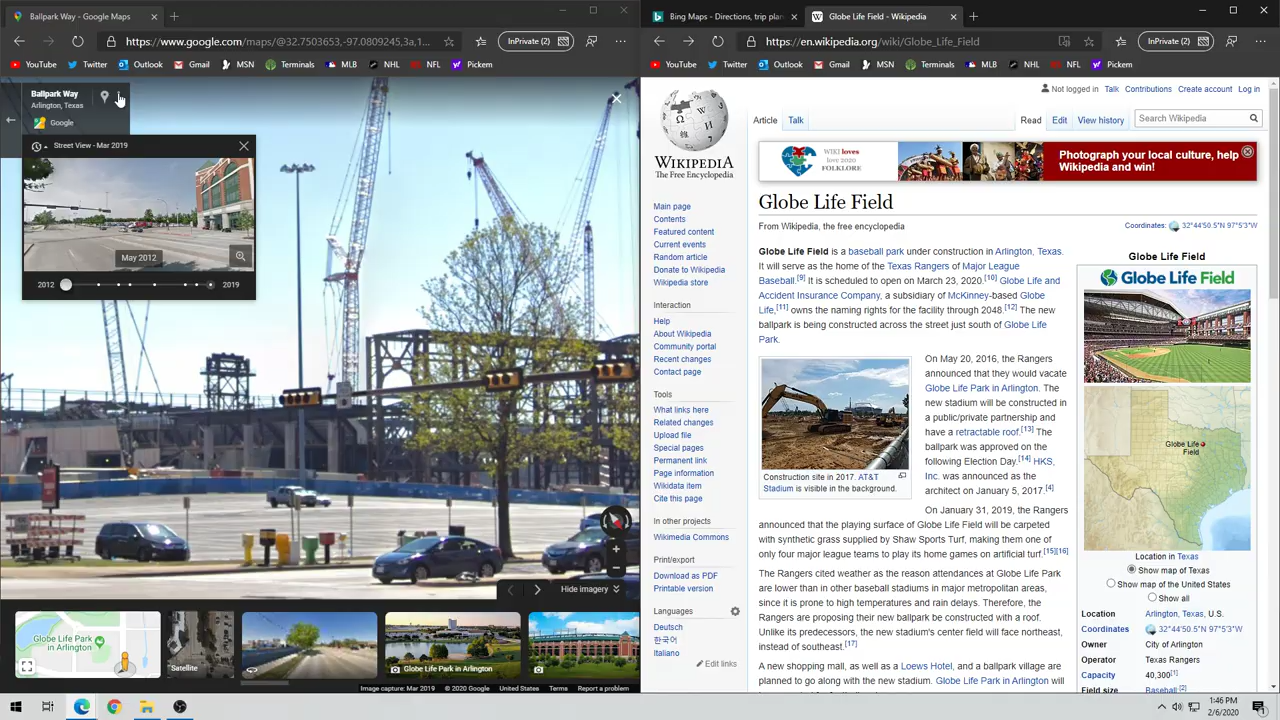 Ballpark Way - Google Maps
https://www.google.com/maps/@32.7503653,-97.0809245,3a,1...
InPrivate (2)
YouTube
Twitter
Outlook
Gmail
MSN
Terminals
MLB
NHL
NFL
Pickem
Ballpark Way
Arlington, Texas
Google
Street View - Mar 2019
May 2012
2012
2019
Hide imagery
Globe Life Park
in Arlington
Satellite
Globe Life Park in Arlington
Image capture: Mar 2019 © 2020 Google United States Terms Report a problem
Bing Maps - Directions, trip plan
Globe Life Field - Wikipedia
https://en.wikipedia.org/wiki/Globe_Life_Field
InPrivate (2)
YouTube
Twitter
Outlook
Gmail
MSN
Terminals
MLB
NHL
NFL
Pickem
Not logged in Talk Contributions Create account Log in
WIKIPEDIA
The Free Encyclopedia
Article Talk
Read Edit View history
Search Wikipedia
Main page
Contents
Featured content
Current events
Random article
Donate to Wikipedia
Wikipedia store
Interaction
Help
About Wikipedia
Community portal
Recent changes
Contact page
Tools
What links here
Related changes
Upload file
Special pages
Permanent link
Page information
Wikidata item
Cite this page
In other projects
Wikimedia Commons
Print/export
Download as PDF
Printable version
Languages
Deutsch
한국어
Italiano
Edit links
WIKI loves
love 2020
FOLKLORE
Photograph your local culture, help
Wikipedia and win!
Globe Life Field
From Wikipedia, the free encyclopedia
Coordinates: 32°44′50.5″N 97°5′3″W
Globe Life Field is a baseball park under construction in Arlington, Texas.
It will serve as the home of the Texas Rangers of Major League
Baseball.[9] It is scheduled to open on March 23, 2020.[10] Globe Life and
Accident Insurance Company, a subsidiary of McKinney-based Globe
Life,[11] owns the naming rights for the facility through 2048.[12] The new
ballpark is being constructed across the street just south of Globe Life
Park.
Construction site in 2017. AT&T
Stadium is visible in the background.
On May 20, 2016, the Rangers
announced that they would vacate
Globe Life Park in Arlington. The
new stadium will be constructed in
a public/private partnership and
have a retractable roof.[13] The
ballpark was approved on the
following Election Day.[14] HKS,
Inc. was announced as the
architect on January 5, 2017.[4]
On January 31, 2019, the Rangers
announced that the playing surface of Globe Life Field will be carpeted
with synthetic grass supplied by Shaw Sports Turf, making them one of
only four major league teams to play its home games on artificial turf.[15][16]
The Rangers cited weather as the reason attendances at Globe Life Park
are lower than in other baseball stadiums in major metropolitan areas,
since it is prone to high temperatures and rain delays. Therefore, the
Rangers are proposing their new ballpark be constructed with a roof.
Unlike its predecessors, the new stadium's center field will face northeast,
instead of southeast.[17]
A new shopping mall, as well as a Loews Hotel, and a ballpark village are
planned to go along with the new stadium. Globe Life Park in Arlington will
Globe Life Field
Globe Life Field
Globe Life
Field
Location in Texas
Show map of Texas
Show map of the United States
Show all
Location Arlington, Texas, U.S.
Coordinates 32°44′50.5″N 97°5′3″W
Owner City of Arlington
Operator Texas Rangers
Capacity 40,300[1]
Field size Baseball:[2]
1:46 PM
2/6/2020